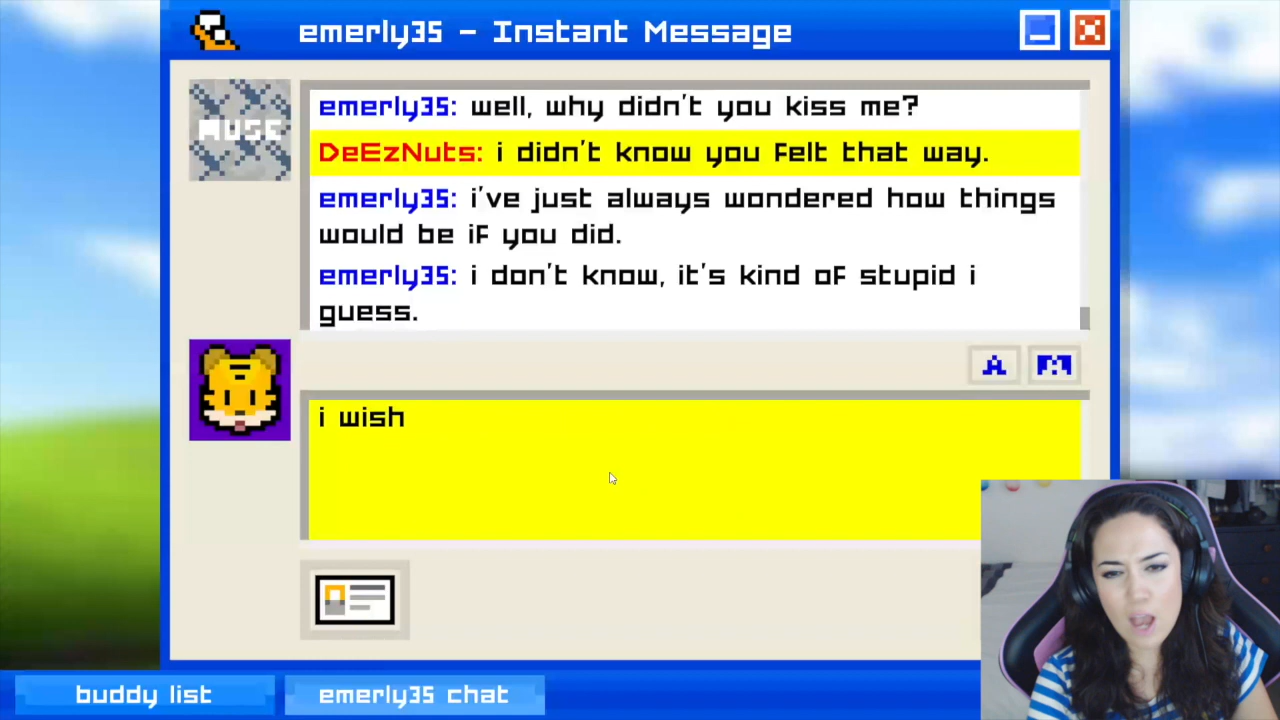 emerly35 - Instant Message
emerly35: well, why didn't you kiss me?
MUSE
DeEzNuts: i didn't know you felt that way.
emerly35: i've just always wondered how things
would be if you did.
emerly35: i don't know, it's kind of stupid i
guess.
A
i wish
buddy list
emerly35 chat